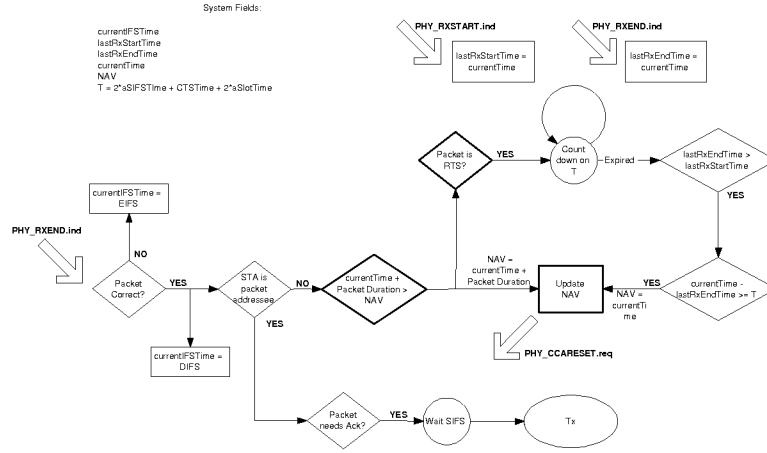 System Fields:
currentIFSTime
lastRxStartTime
lastRxEndTime
currentTime
NAV
T = 2*aSIFSTime + CTSTime + 2*aSlotTime
PHY_RXSTART.ind
lastRxStartTime =
currentTime
PHY_RXEND.ind
lastRxEndTime =
currentTime
Packet is
RTS?
YES
Count
down on
T
Expired
lastRxEndTime >
lastRxStartTime
YES
currentIFSTime =
EIFS
PHY_RXEND.ind
NO
Packet
Correct?
YES
STA is
packet
addressee
NO
currentTime +
Packet Duration >
NAV
NAV =
currentTime +
Packet Duration
Update
NAV
YES
NAV =
currentTi
me
currentTime -
lastRxEndTime >= T
YES
currentIFSTime =
DIFS
PHY_CCARESET.req
Packet
needs Ack?
YES
Wait SIFS
Tx